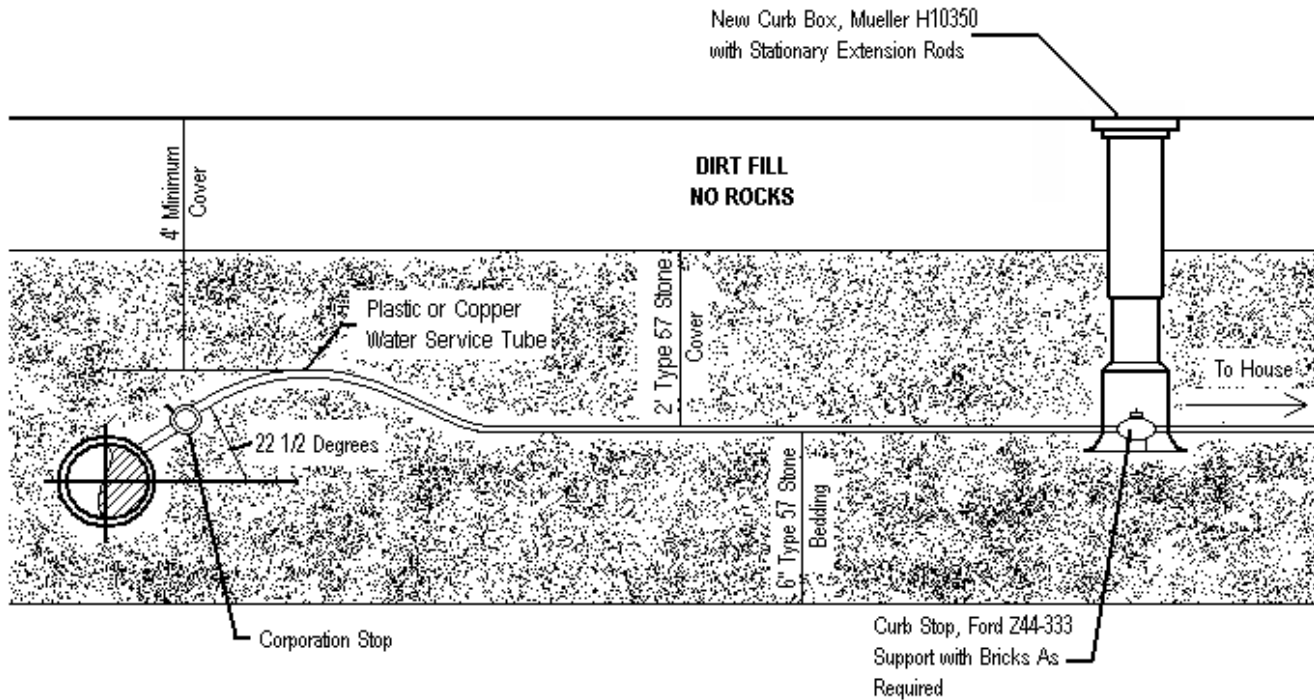 New Curb Box, Mueller H10350
with Stationary Extension Rods
DIRT FILL
NO ROCKS
4' Minimum
Cover
Plastic or Copper
Water Service Tube
2' Type 57 Stone
Cover
To House
22 1/2 Degrees
6" Type 57 Stone
Bedding
Corporation Stop
Curb Stop, Ford Z44-333
Support with Bricks As
Required